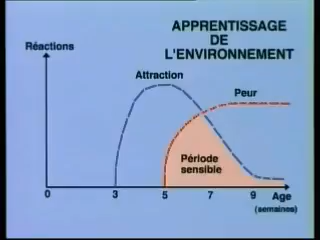 APPRENTISSAGE
DE
L'ENVIRONNEMENT
Réactions
Attraction
Peur
Période
sensible
0 3 5 7 9 Age
(semaines)